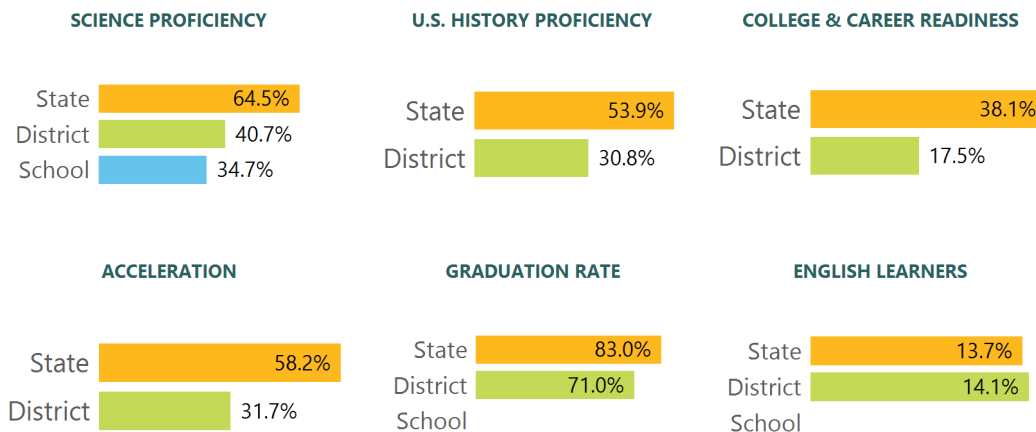 SCIENCE PROFICIENCY
State 64.5%
District 40.7%
School 34.7%
U.S. HISTORY PROFICIENCY
State 53.9%
District 30.8%
COLLEGE & CAREER READINESS
State 38.1%
District 17.5%
ACCELERATION
State 58.2%
District 31.7%
GRADUATION RATE
State 83.0%
District 71.0%
School
ENGLISH LEARNERS
State 13.7%
District 14.1%
School